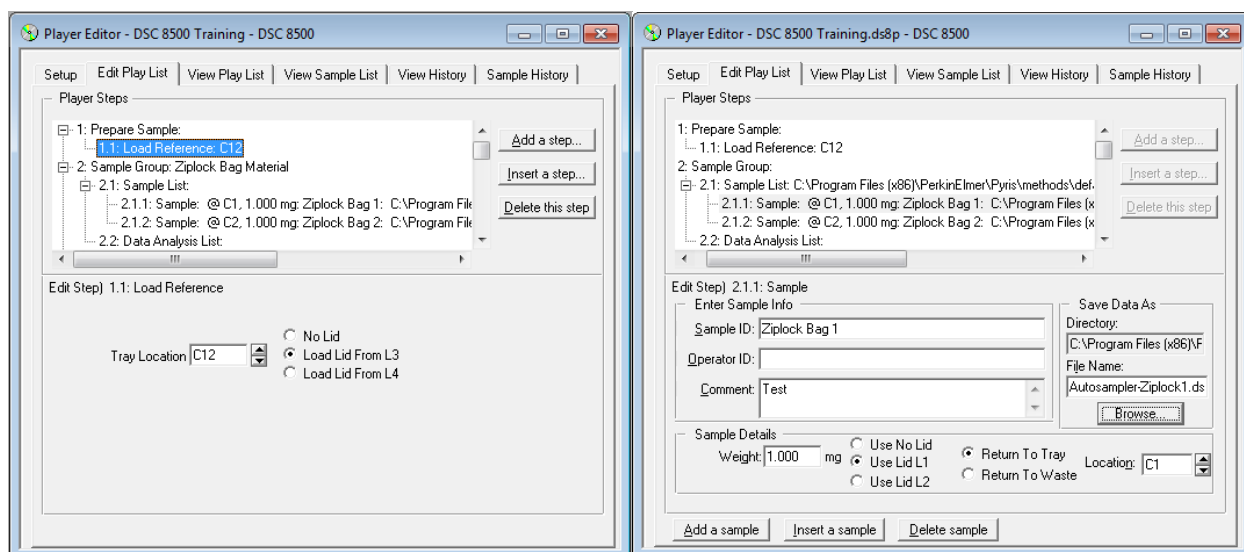 Player Editor - DSC 8500 Training - DSC 8500
Setup Edit Play List View Play List View Sample List View History Sample History
Player Steps
1: Prepare Sample:
1.1: Load Reference: C12
2: Sample Group: Ziplock Bag Material
2.1: Sample List:
2.1.1: Sample: @ C1, 1.000 mg: Ziplock Bag 1: C:\Program File
2.1.2: Sample: @ C2, 1.000 mg: Ziplock Bag 2: C:\Program File
2.2: Data Analysis List:
Add a step...
Insert a step...
Delete this step
Edit Step) 1.1: Load Reference
Tray Location C12
No Lid
Load Lid From L3
Load Lid From L4
Player Editor - DSC 8500 Training.ds8p - DSC 8500
Setup Edit Play List View Play List View Sample List View History Sample History
Player Steps
1: Prepare Sample:
1.1: Load Reference: C12
2: Sample Group:
2.1: Sample List: C:\Program Files (x86)\PerkinElmer\Pyris\methods\def
2.1.1: Sample: @ C1, 1.000 mg: Ziplock Bag 1: C:\Program Files (x
2.1.2: Sample: @ C2, 1.000 mg: Ziplock Bag 2: C:\Program Files (x
2.2: Data Analysis List:
Add a step...
Insert a step...
Delete this step
Edit Step) 2.1.1: Sample
Enter Sample Info
Sample ID: Ziplock Bag 1
Operator ID:
Comment: Test
Save Data As
Directory:
C:\Program Files (x86)\F
File Name:
Autosampler-Ziplock1.ds
Browse...
Sample Details
Weight: 1.000 mg
Use No Lid
Use Lid L1
Use Lid L2
Return To Tray
Return To Waste
Location: C1
Add a sample Insert a sample Delete sample